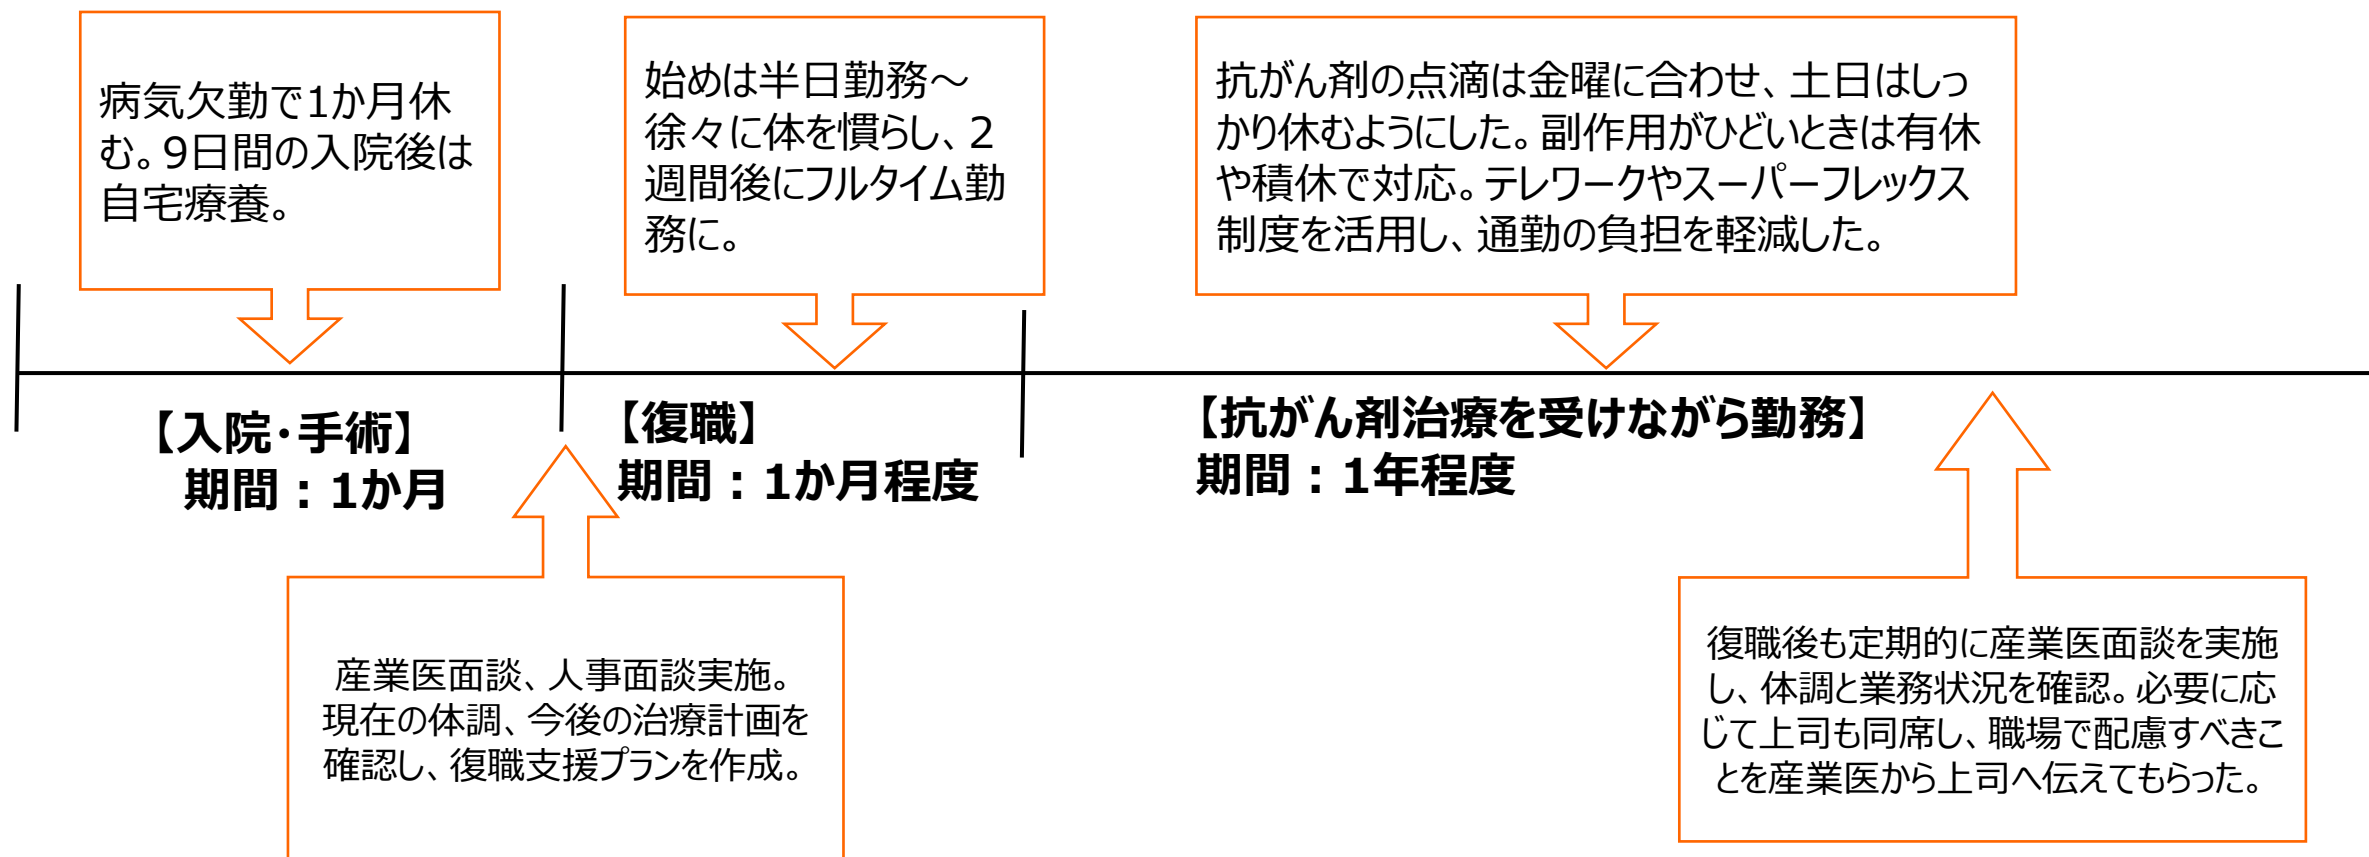 病気欠勤で1か月休
む。9日間の入院後は
自宅療養。
始めは半日勤務～
徐々に体を慣らし、2
週間後にフルタイム勤
務に。
抗がん剤の点滴は金曜に合わせ、土日はしっ
かり休むようにした。副作用がひどいときは有休
や積休で対応。テレワークやスーパーフレックス
制度を活用し、通勤の負担を軽減した。
【入院・手術】
期間：1か月
【復職】
期間：1か月程度
【抗がん剤治療を受けながら勤務】
期間：1年程度
産業医面談、人事面談実施。
現在の体調、今後の治療計画を
確認し、復職支援プランを作成。
復職後も定期的に産業医面談を実施
し、体調と業務状況を確認。必要に応
じて上司も同席し、職場で配慮すべきこ
とを産業医から上司へ伝えてもらった。